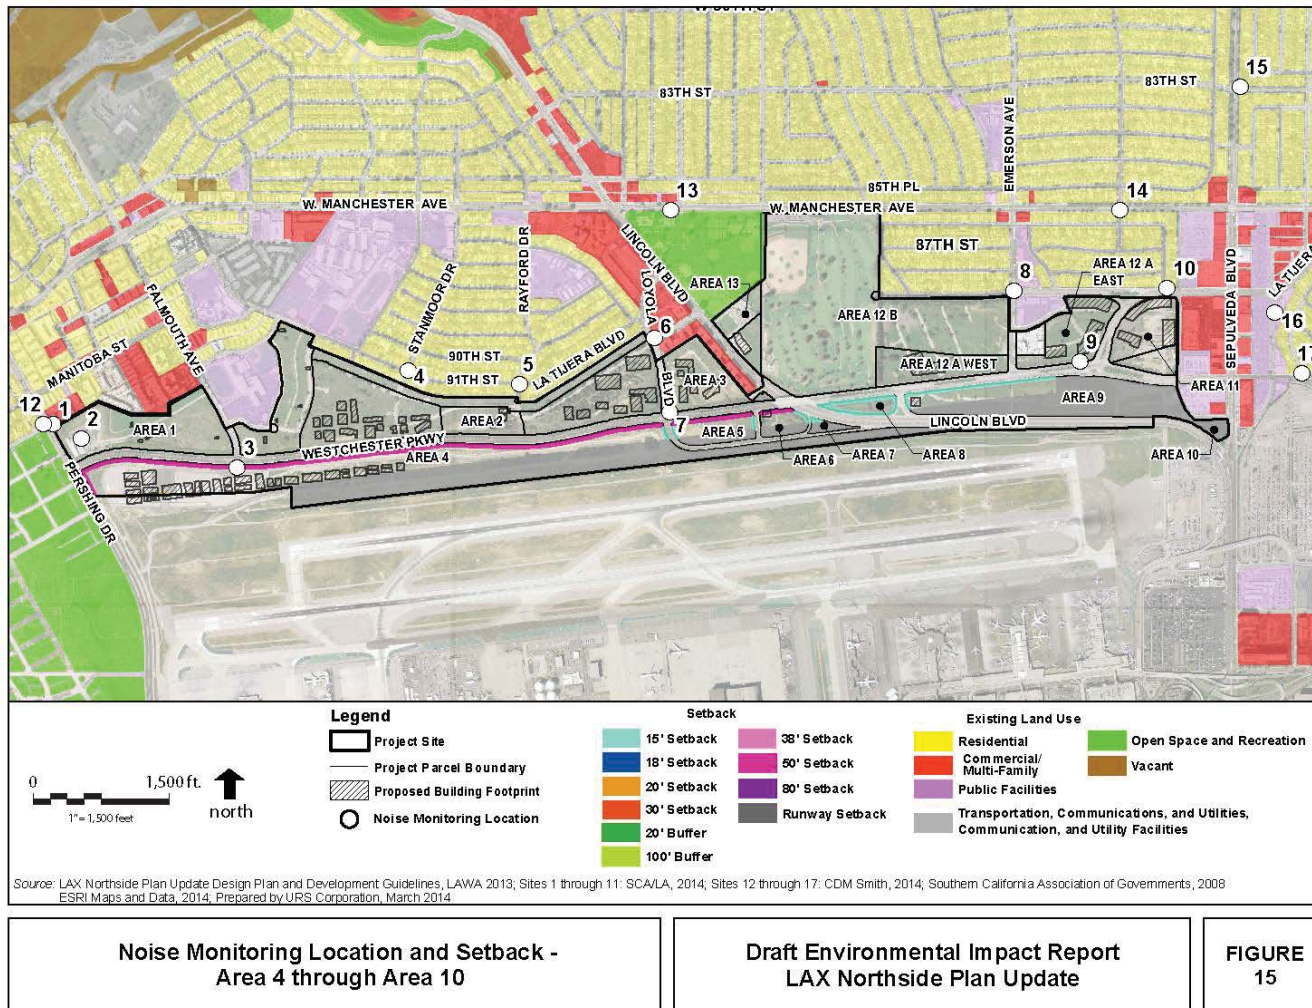 83TH ST
83TH ST
15
EMERSON AVE
85TH PL
13
14
W. MANCHESTER AVE
W. MANCHESTER AVE
87TH ST
RAYFORD DR
LINCOLN BLVD
STANMOOR DR
LOYOLA BLVD
FALMOUTH AVE
MANITOBA ST
AREA 13
8
AREA 12 A
EAST
10
SEPULVEDA BLVD
LA TIJERA
16
AREA 12 B
6
90TH ST
91TH ST
LA TIJERA BLVD
4
5
AREA 12 A WEST
9
17
AREA 3
AREA 11
12
1
2
AREA 1
AREA 2
7
AREA 9
LINCOLN BLVD
AREA 5
WESTCHESTER PKWY
3
AREA 4
AREA 6
AREA 7
AREA 8
AREA 10
PERSHING DR
Legend
Project Site
Project Parcel Boundary
Proposed Building Footprint
Noise Monitoring Location
0
1,500 ft.
1" = 1,500 feet
north
Setback
15' Setback
18' Setback
20' Setback
30' Setback
20' Buffer
100' Buffer
38' Setback
50' Setback
80' Setback
Runway Setback
Existing Land Use
Residential
Commercial/
Multi-Family
Public Facilities
Transportation, Communications, and Utilities,
Communication, and Utility Facilities
Open Space and Recreation
Vacant
Source: LAX Northside Plan Update Design Plan and Development Guidelines, LAWA 2013; Sites 1 through 11: SCA/LA, 2014; Sites 12 through 17: CDM Smith, 2014; Southern California Association of Governments, 2008
ESRI Maps and Data, 2014; Prepared by URS Corporation, March 2014
Noise Monitoring Location and Setback -
Area 4 through Area 10
Draft Environmental Impact Report
LAX Northside Plan Update
FIGURE
15